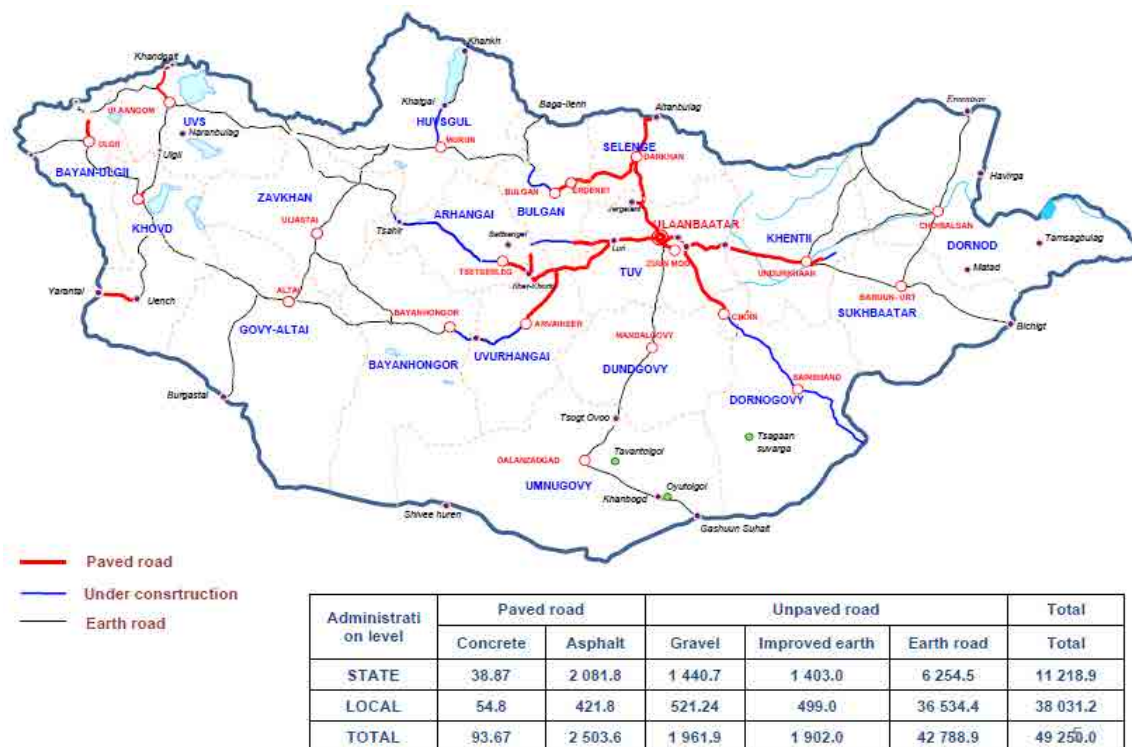 Khankh
Khandgait
Altanbulag
Khatgal
Baga-Ilenh
Ereentsav
ULAANGOM
UVS
HUVSGUL
SELENGE
Naranbulag
ULGII
MURUN
DARKHAN
Havirga
BAYAN-ULGII
Ulgii
ERDENET
BULGAN
ZAVKHAN
ARHANGAI
BULGAN
Jargalant
KHOVD
ULIASTAI
Tsahir
Battsengel
Lun
ULAANBAATAR
KHENTII
CHOIBALSAN
DORNOD
Tamsagbulag
TSETSERLEG
TUV
ZUUN MOD
UNDURKHAAN
Matad
Yarantai
Uench
ALTAI
BARUUN-URT
SUKHBAATAR
GOVY-ALTAI
BAYANHONGOR
ARVAIHEER
CHOIR
Bichigt
UVURHANGAI
MANDALGOVY
BAYANHONGOR
DUNDGOVY
SAINSHAND
DORNOGOVY
Burgastai
Tsogt Ovoo
Tsagaan
suvarga
DALANZADGAD
Tavantolgoi
UMNUGOVY
Oyutolgoi
Khanbogd
Shivee huren
Gashuun Suhait
Paved road
Under consrtruction
Earth road
Administrati
on level
Paved road
Unpaved road
Total
Concrete
Asphalt
Gravel
Improved earth
Earth road
Total
STATE 38.87 2 081.8 1 440.7 1 403.0 6 254.5 11 218.9
LOCAL 54.8 421.8 521.24 499.0 36 534.4 38 031.2
TOTAL 93.67 2 503.6 1 961.9 1 902.0 42 788.9 49 250.0
5